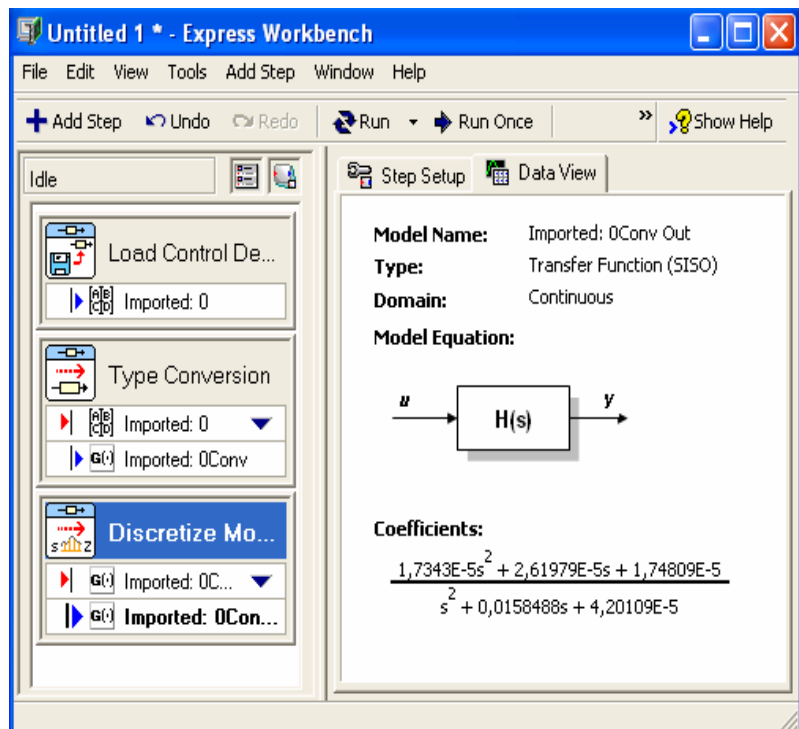 Untitled 1 * - Express Workbench
File Edit View Tools Add Step Window Help
Add Step Undo Redo Run Run Once » Show Help
Idle
Step Setup Data View
Load Control De...
Imported: 0
Type Conversion
Imported: 0
G(·) Imported: 0Conv
Discretize Mo...
G(·) Imported: 0C...
G(·) Imported: 0Con...
Model Name: Imported: 0Conv Out
Type: Transfer Function (SISO)
Domain: Continuous
Model Equation:
u H(s) y
Coefficients:
1,7343E-5s² + 2,61979E-5s + 1,74809E-5
s² + 0,0158488s + 4,20109E-5